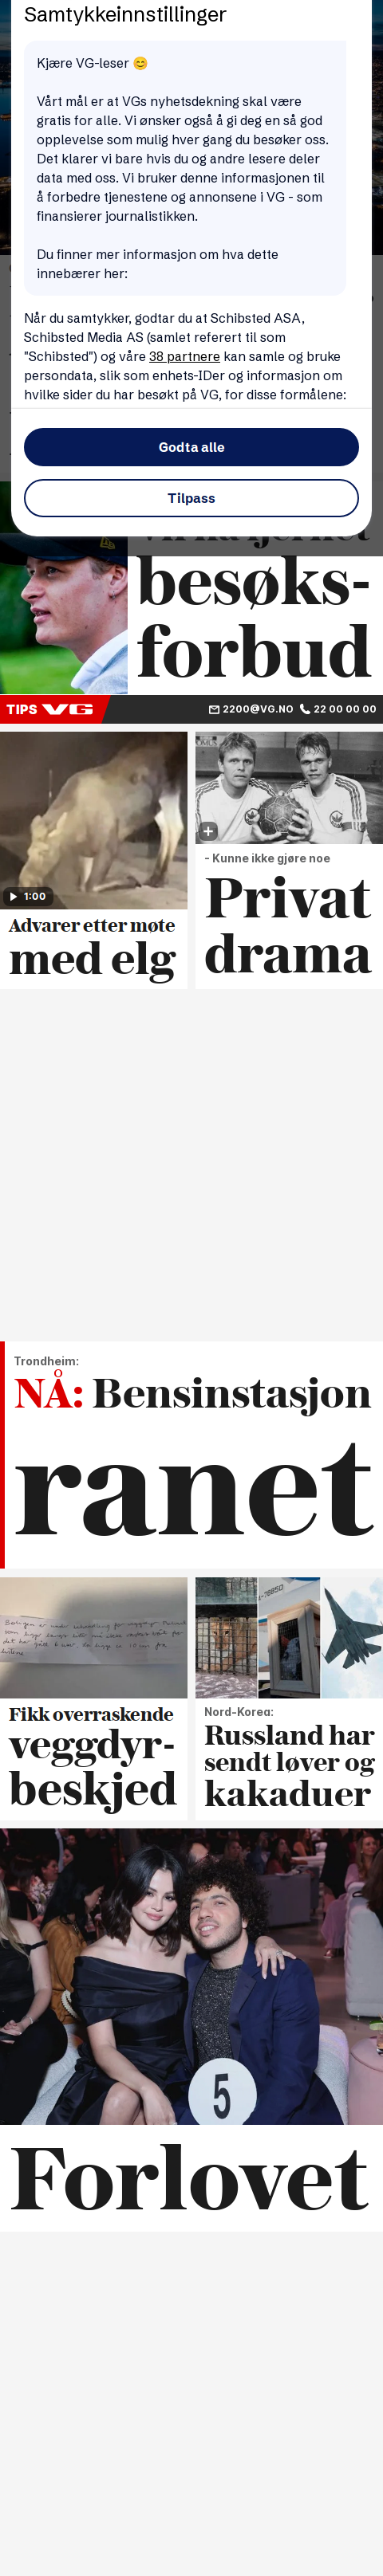 Samtykkeinnstillinger
Kjære VG-leser 😊
Vårt mål er at VGs nyhetsdekning skal være
gratis for alle. Vi ønsker også å gi deg en så god
opplevelse som mulig hver gang du besøker oss.
Det klarer vi bare hvis du og andre lesere deler
data med oss. Vi bruker denne informasjonen til
å forbedre tjenestene og annonsene i VG - som
finansierer journalistikken.
Du finner mer informasjon om hva dette
innebærer her:
Når du samtykker, godtar du at Schibsted ASA,
Schibsted Media AS (samlet referert til som
"Schibsted") og våre 38 partnere kan samle og bruke
persondata, slik som enhets-IDer og informasjon om
hvilke sider du har besøkt på VG, for disse formålene:
Godta alle
Tilpass
besøks-
forbud
TIPS VG
2200@VG.NO 22 00 00 00
1:00
Advarer etter møte
med elg
- Kunne ikke gjøre noe
Privat
drama
Trondheim:
NÅ: Bensinstasjon
ranet
Fikk overraskende
veggdyr-
beskjed
Nord-Korea:
Russland har
sendt løver og
kakaduer
5
Forlovet